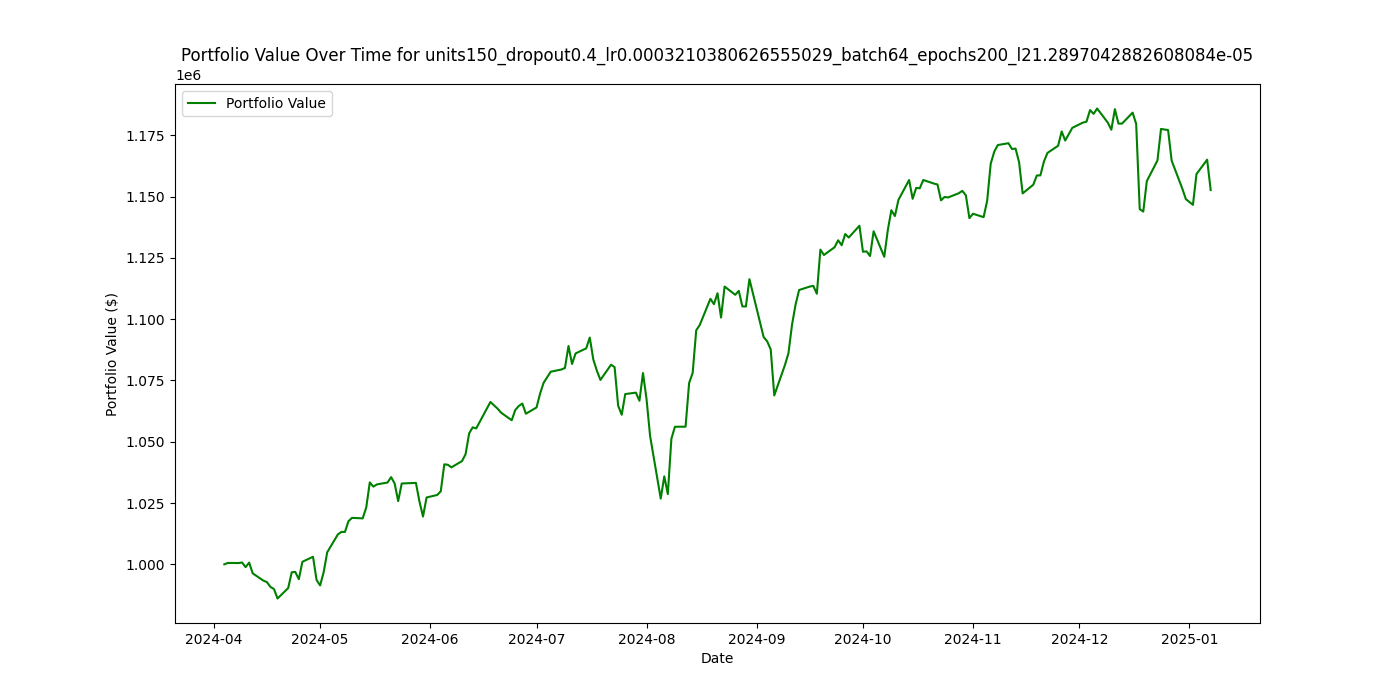 Portfolio Value Over Time for units150_dropout0.4_lr0.0003210380626555029_batch64_epochs200_l21.2897042882608084e-05
1e6
Portfolio Value
1.175
1.150
1.125
1.100
1.075
1.050
1.025
1.000
Portfolio Value ($)
2024-04 2024-05 2024-06 2024-07 2024-08 2024-09 2024-10 2024-11 2024-12 2025-01
Date